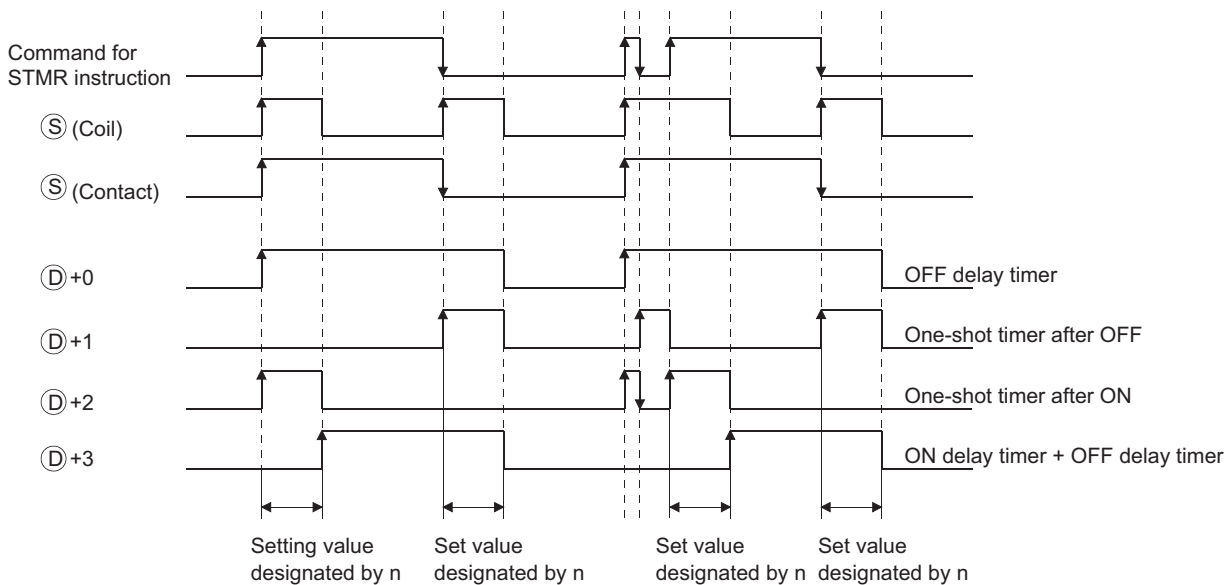 Command for
STMR instruction
Ⓢ (Coil)
Ⓢ (Contact)
Ⓓ+0
OFF delay timer
Ⓓ+1
One-shot timer after OFF
Ⓓ+2
One-shot timer after ON
Ⓓ+3
ON delay timer + OFF delay timer
Setting value
designated by n
Set value
designated by n
Set value
designated by n
Set value
designated by n